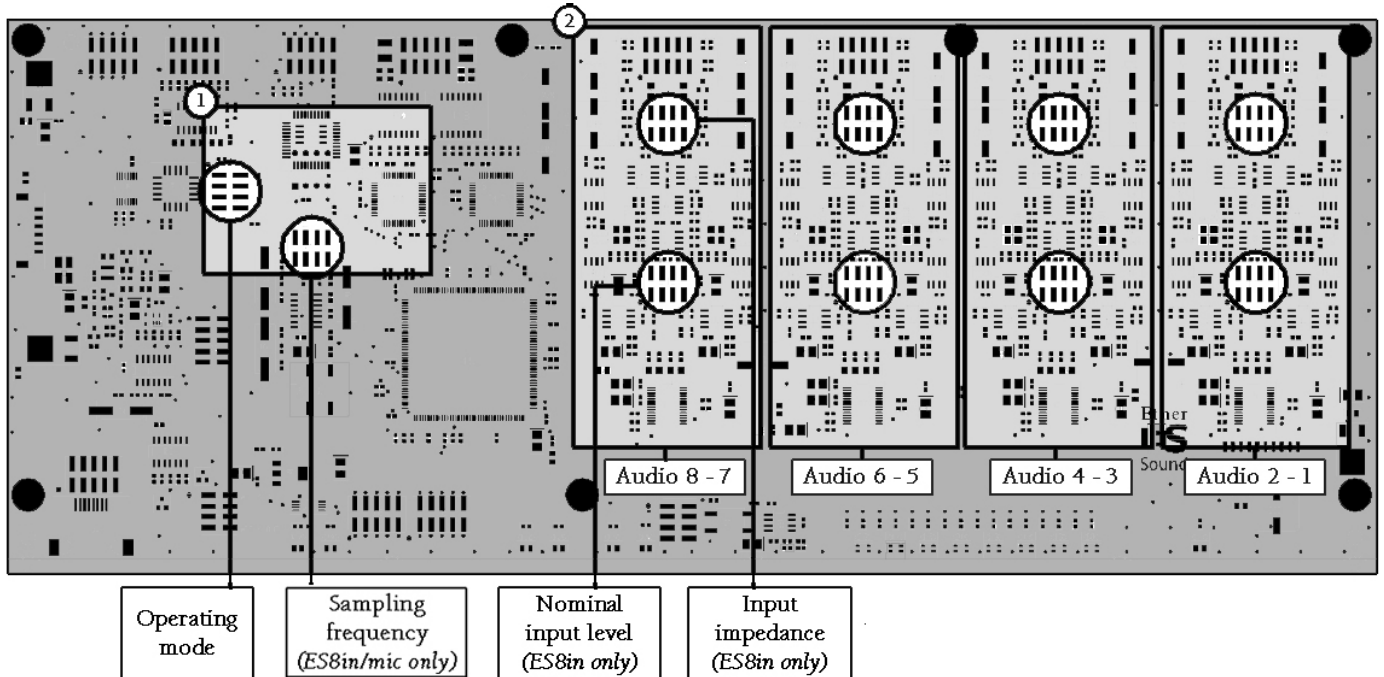 2
1
Ether
S
Sound
Audio 8 - 7
Audio 6 - 5
Audio 4 - 3
Audio 2 - 1
Operating
mode
Sampling
frequency
(ES8in/mic only)
Nominal
input level
(ES8in only)
Input
impedance
(ES8in only)